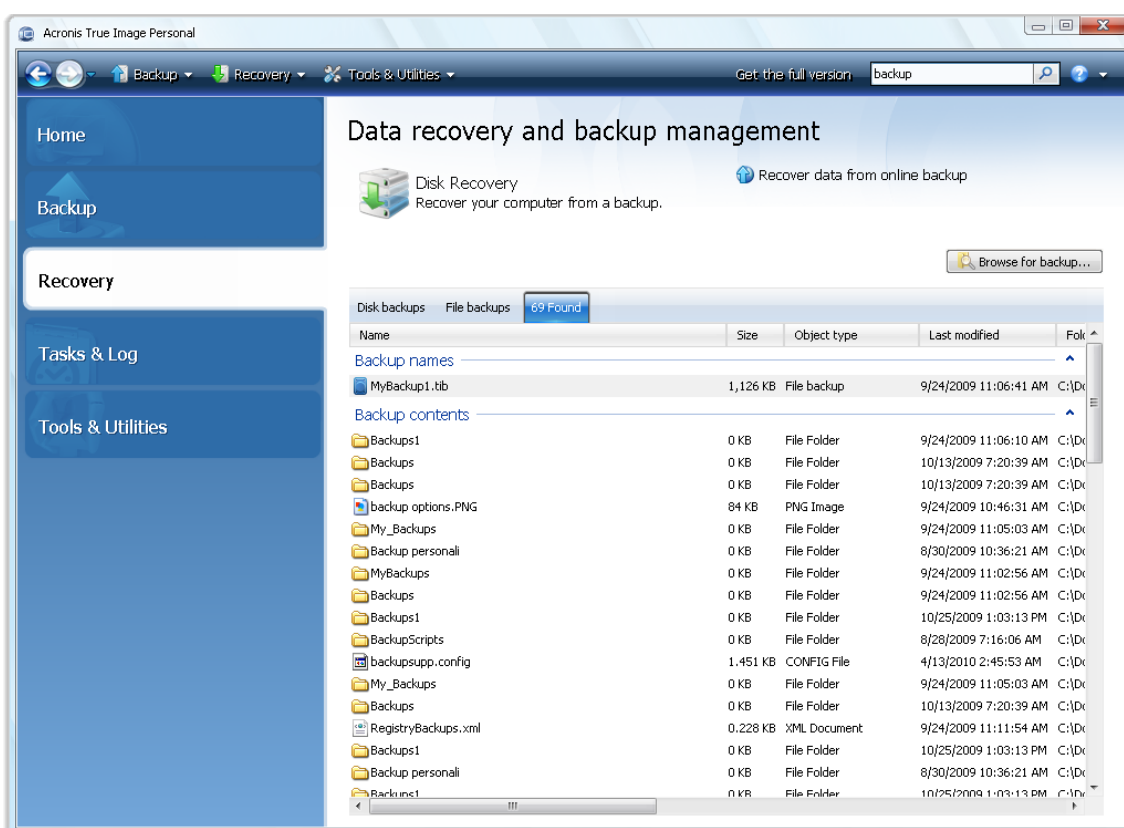 Acronis True Image Personal
Backup Recovery Tools & Utilities Get the full version backup
Home
Backup
Recovery
Tasks & Log
Tools & Utilities
Data recovery and backup management
Disk Recovery
Recover your computer from a backup.
Recover data from online backup
Browse for backup...
Disk backups File backups 69 Found
Name Size Object type Last modified
Backup names
MyBackup1.tib 1,126 KB File backup 9/24/2009 11:06:41 AM
Backup contents
Backups1 0 KB File Folder 9/24/2009 11:06:10 AM
Backups 0 KB File Folder 10/13/2009 7:20:39 AM
Backups 0 KB File Folder 10/13/2009 7:20:39 AM
backup options.PNG 84 KB PNG Image 9/24/2009 10:46:31 AM
My_Backups 0 KB File Folder 9/24/2009 11:05:03 AM
Backup personali 0 KB File Folder 8/30/2009 10:36:21 AM
MyBackups 0 KB File Folder 9/24/2009 11:02:56 AM
Backups 0 KB File Folder 9/24/2009 11:02:56 AM
Backups1 0 KB File Folder 10/25/2009 1:03:13 PM
BackupScripts 0 KB File Folder 8/28/2009 7:16:06 AM
backupsupp.config 1.451 KB CONFIG File 4/13/2010 2:45:53 AM
My_Backups 0 KB File Folder 9/24/2009 11:05:03 AM
Backups 0 KB File Folder 10/13/2009 7:20:39 AM
RegistryBackups.xml 0.228 KB XML Document 9/24/2009 11:11:54 AM
Backups1 0 KB File Folder 10/25/2009 1:03:13 PM
Backup personali 0 KB File Folder 8/30/2009 10:36:21 AM
Backups1 0 KB File Folder 10/25/2009 1:03:13 PM